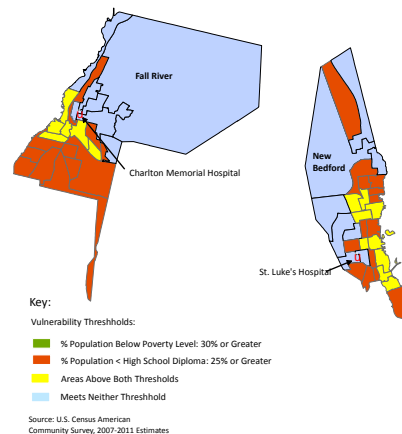 Fall River
Charlton Memorial Hospital
New
Bedford
St. Luke's Hospital
Key:
Vulnerability Threshholds:
% Population Below Poverty Level: 30% or Greater
% Population < High School Diploma: 25% or Greater
Areas Above Both Thresholds
Meets Neither Threshhold
Source: U.S. Census American
Community Survey, 2007-2011 Estimates